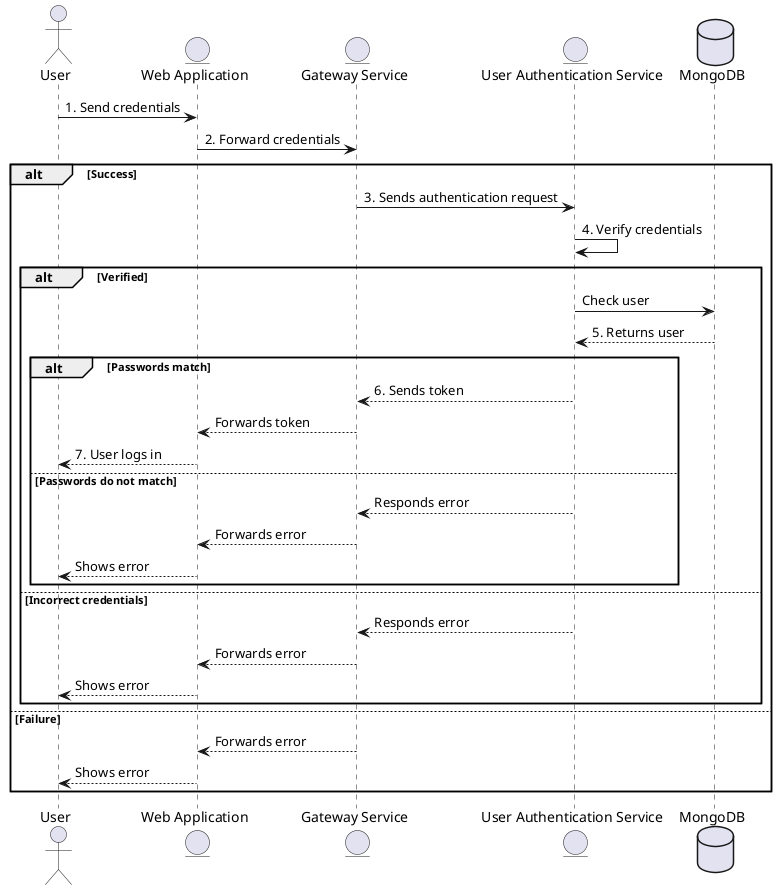 User
Web Application
Gateway Service
User Authentication Service
MongoDB
1. Send credentials
2. Forward credentials
alt [Success]
3. Sends authentication request
4. Verify credentials
alt [Verified]
Check user
5. Returns user
alt [Passwords match]
6. Sends token
Forwards token
7. User logs in
[Passwords do not match]
Responds error
Forwards error
Shows error
[Incorrect credentials]
Responds error
Forwards error
Shows error
[Failure]
Forwards error
Shows error
User
Web Application
Gateway Service
User Authentication Service
MongoDB